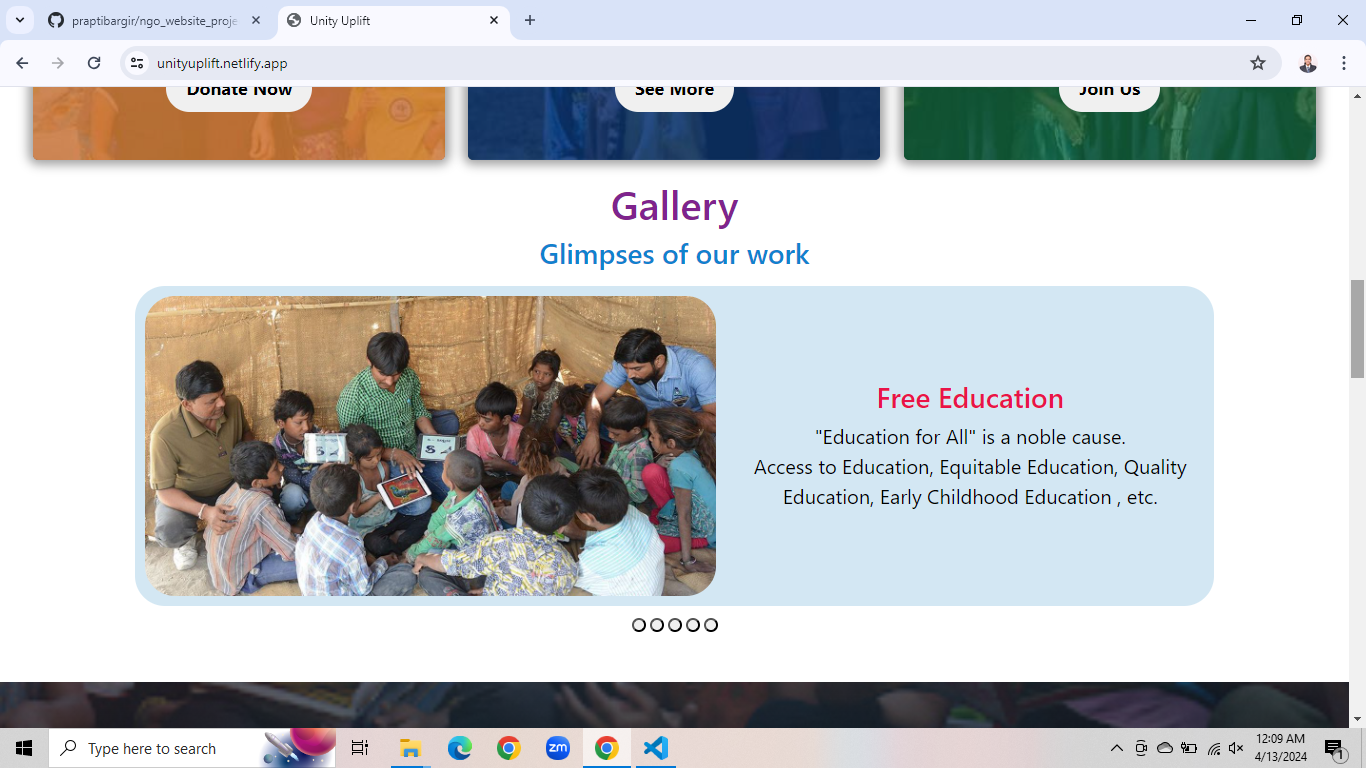 praptibargir/ngo_website_proje
Unity Uplift
unityuplift.netlify.app
Donate Now
See More
Join Us
Gallery
Glimpses of our work
Free Education
"Education for All" is a noble cause.
Access to Education, Equitable Education, Quality
Education, Early Childhood Education , etc.
Type here to search
zm
12:09 AM
4/13/2024
1